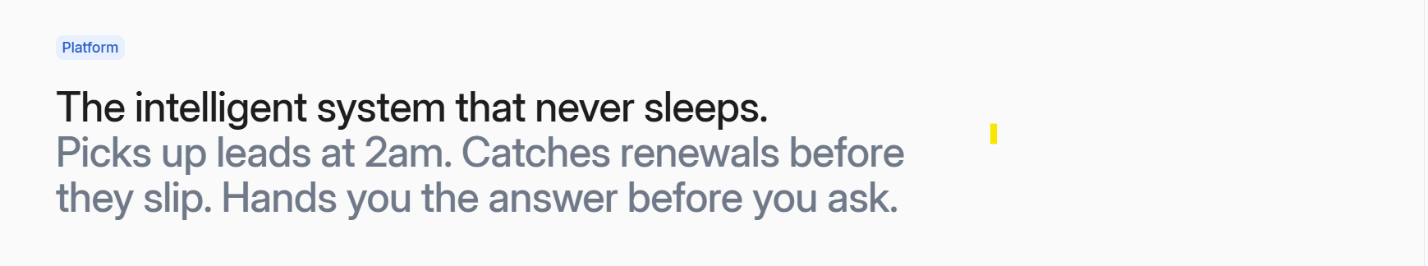 Platform
The intelligent system that never sleeps.
Picks up leads at 2am. Catches renewals before
they slip. Hands you the answer before you ask.